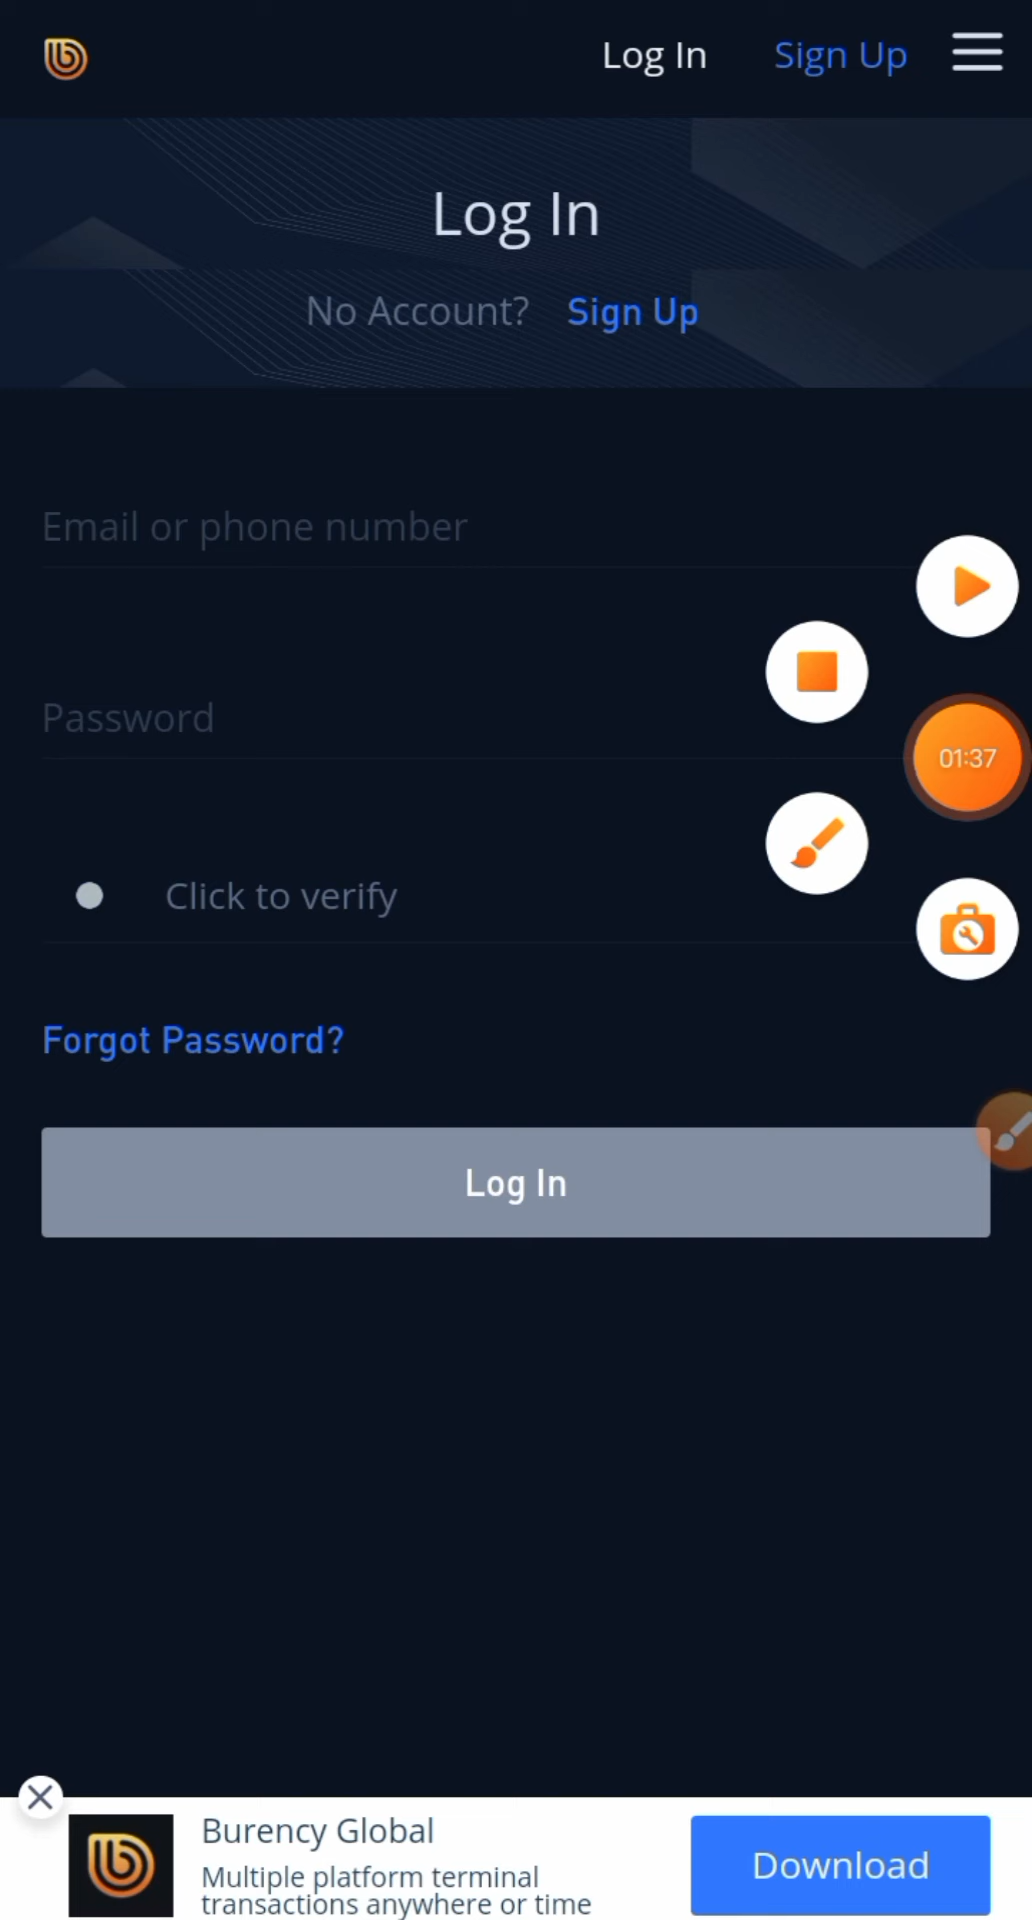 Log In Sign Up
Log In
No Account? Sign Up
Email or phone number
Password
01:37
Click to verify
Forgot Password?
Log In
Burency Global
Multiple platform terminal
transactions anywhere or time
Download